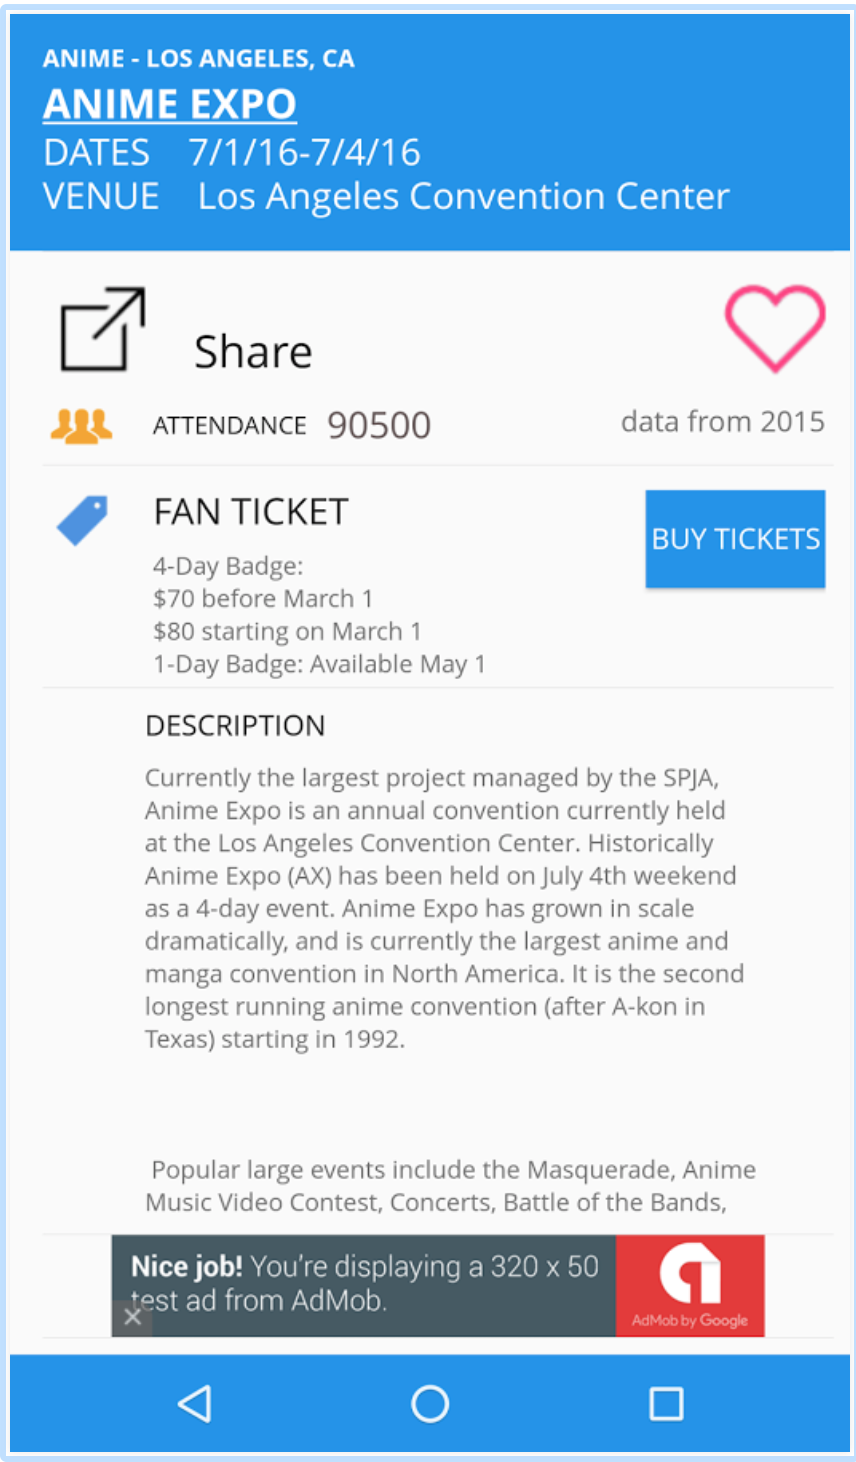 ANIME - LOS ANGELES, CA
ANIME EXPO
DATES 7/1/16-7/4/16
VENUE Los Angeles Convention Center
Share
ATTENDANCE 90500 data from 2015
FAN TICKET
BUY TICKETS
4-Day Badge:
$70 before March 1
$80 starting on March 1
1-Day Badge: Available May 1
DESCRIPTION
Currently the largest project managed by the SPJA,
Anime Expo is an annual convention currently held
at the Los Angeles Convention Center. Historically
Anime Expo (AX) has been held on July 4th weekend
as a 4-day event. Anime Expo has grown in scale
dramatically, and is currently the largest anime and
manga convention in North America. It is the second
longest running anime convention (after A-kon in
Texas) starting in 1992.
Popular large events include the Masquerade, Anime
Music Video Contest, Concerts, Battle of the Bands,
Nice job! You're displaying a 320 x 50
test ad from AdMob.
AdMob by Google